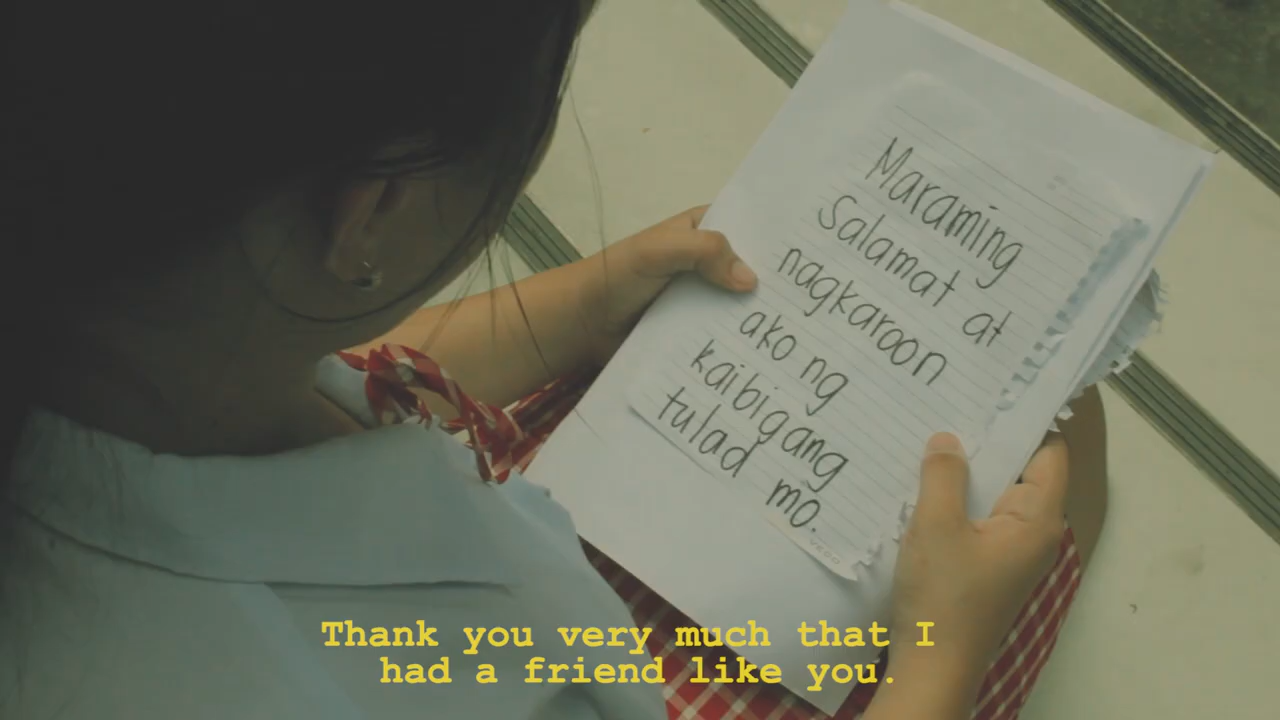 Maraming
Salamat at
nagkaroon
ako ng
kaibigang
tulad mo.
Thank you very much that I
had a friend like you.